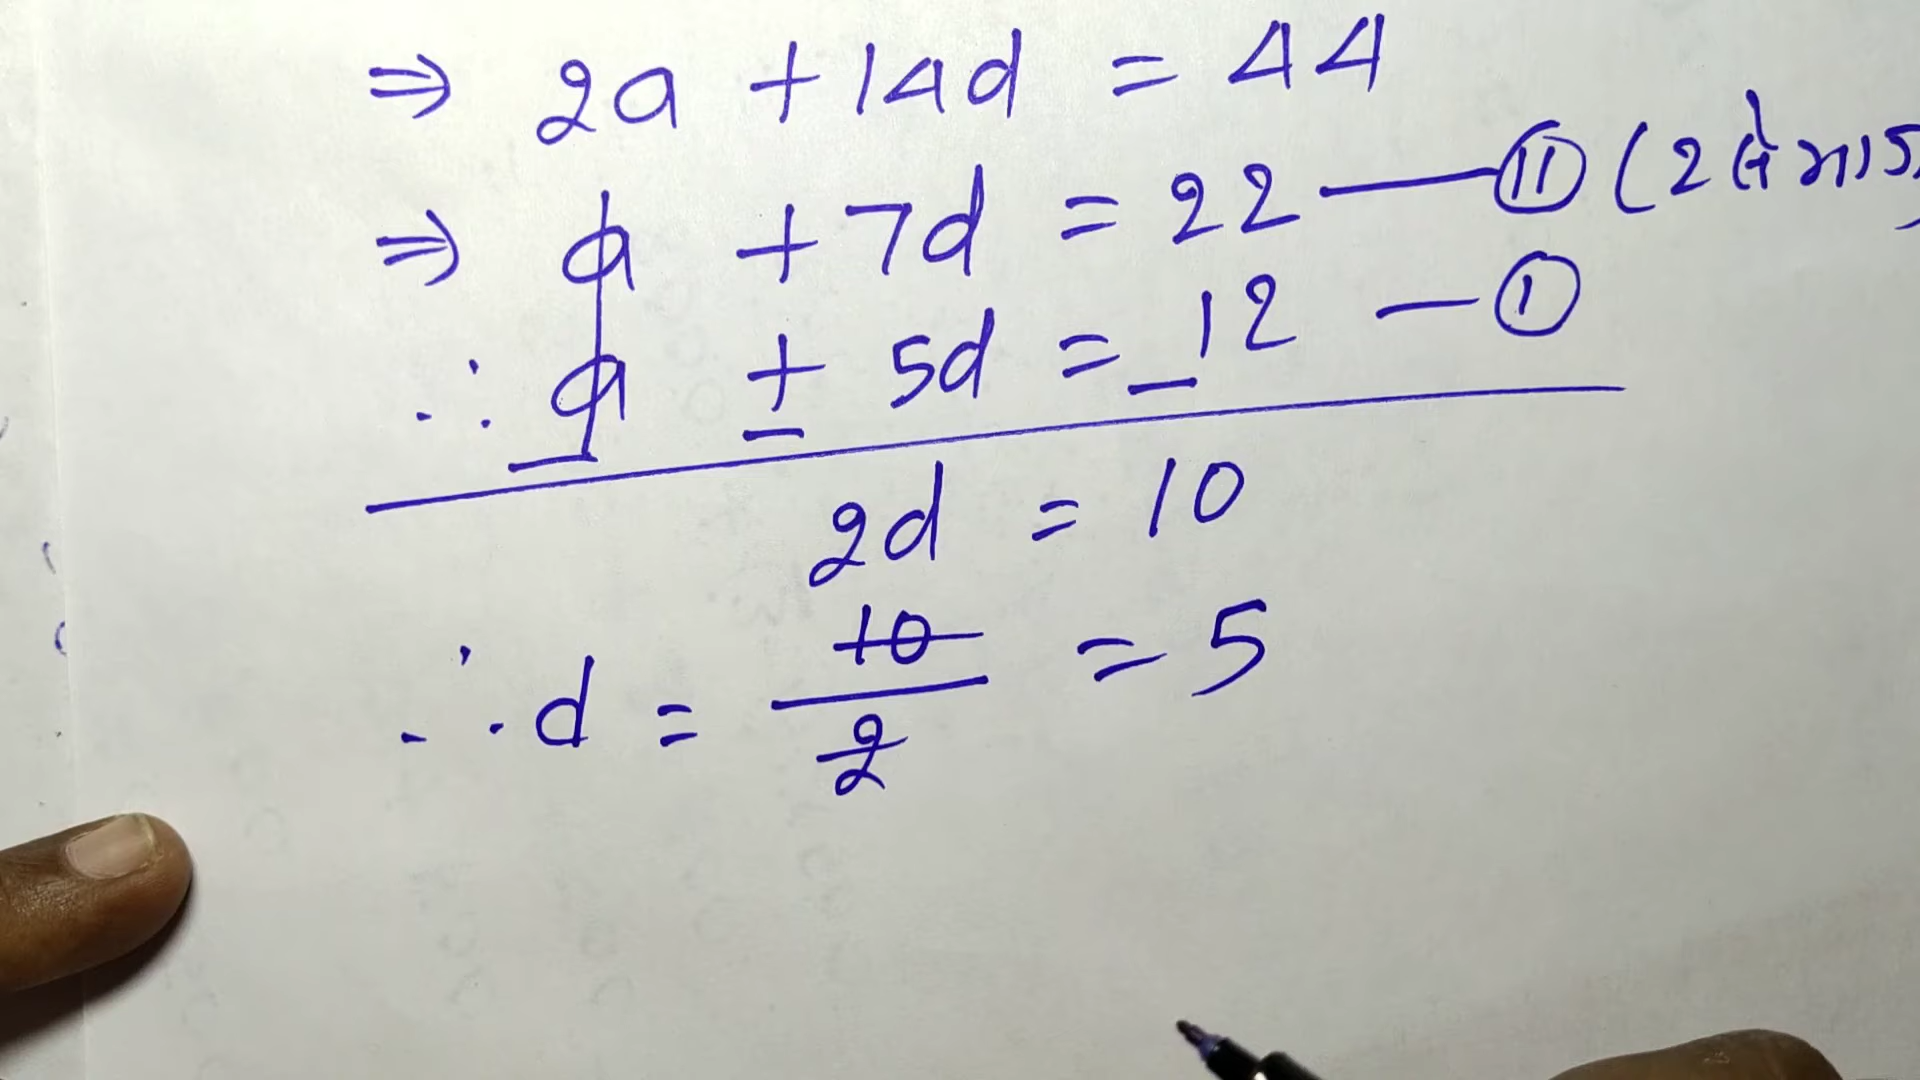 ⇒ 2a + 14d = 44
⇒ a + 7d = 22 — ⑪ (2
∴ a + 5d = 12 — ①
2d = 10
∴ d = 10/2 = 5